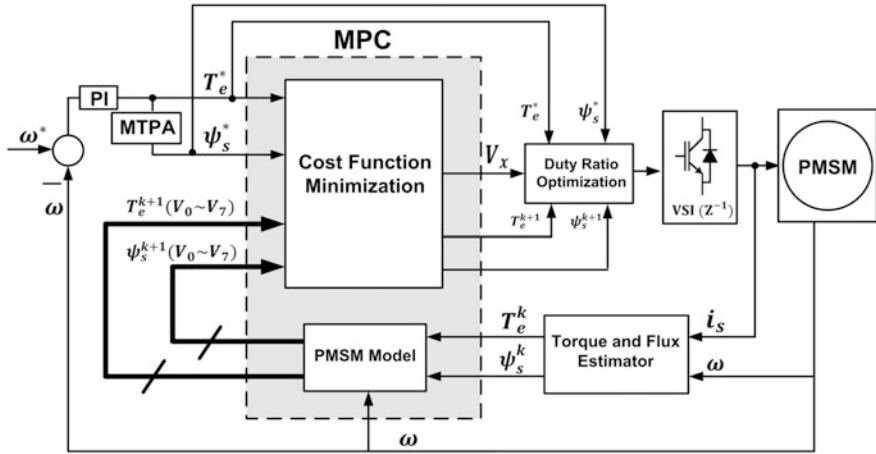 MPC
PI
T_e^*
MTPA
ψ_s^*
ω^*
−
ω
Cost Function
Minimization
T_e^{k+1}(V_0~V_7)
ψ_s^{k+1}(V_0~V_7)
V_x
T_e^*
ψ_s^*
Duty Ratio
Optimization
T_e^{k+1}
ψ_s^{k+1}
VSI (Z^{-1})
PMSM
PMSM Model
T_e^k
ψ_s^k
Torque and Flux
Estimator
i_s
ω
ω